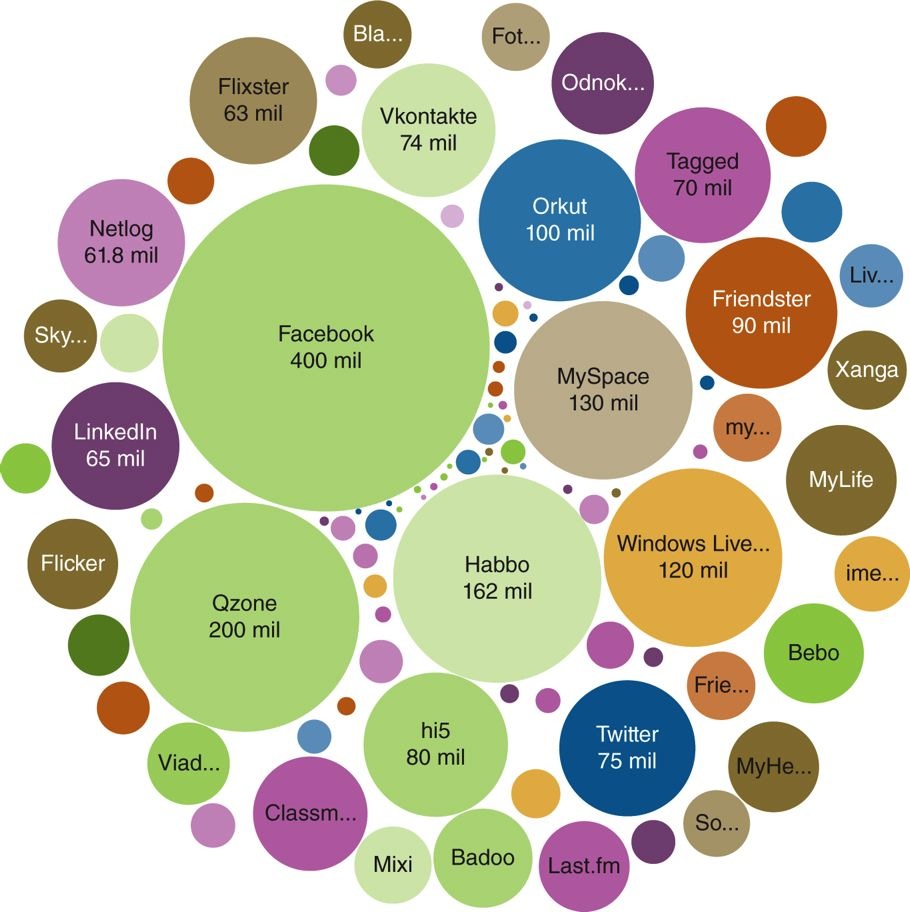 Bla...
Fot...
Flixster
63 mil
Odnok...
Vkontakte
74 mil
Tagged
70 mil
Orkut
100 mil
Netlog
61.8 mil
Liv...
Friendster
90 mil
Sky...
Facebook
400 mil
Xanga
MySpace
130 mil
my...
LinkedIn
65 mil
MyLife
Flicker
Habbo
162 mil
Windows Live...
120 mil
ime...
Qzone
200 mil
Bebo
Frie...
hi5
80 mil
Twitter
75 mil
Viad...
MyHe...
Classm...
So...
Mixi
Badoo
Last.fm